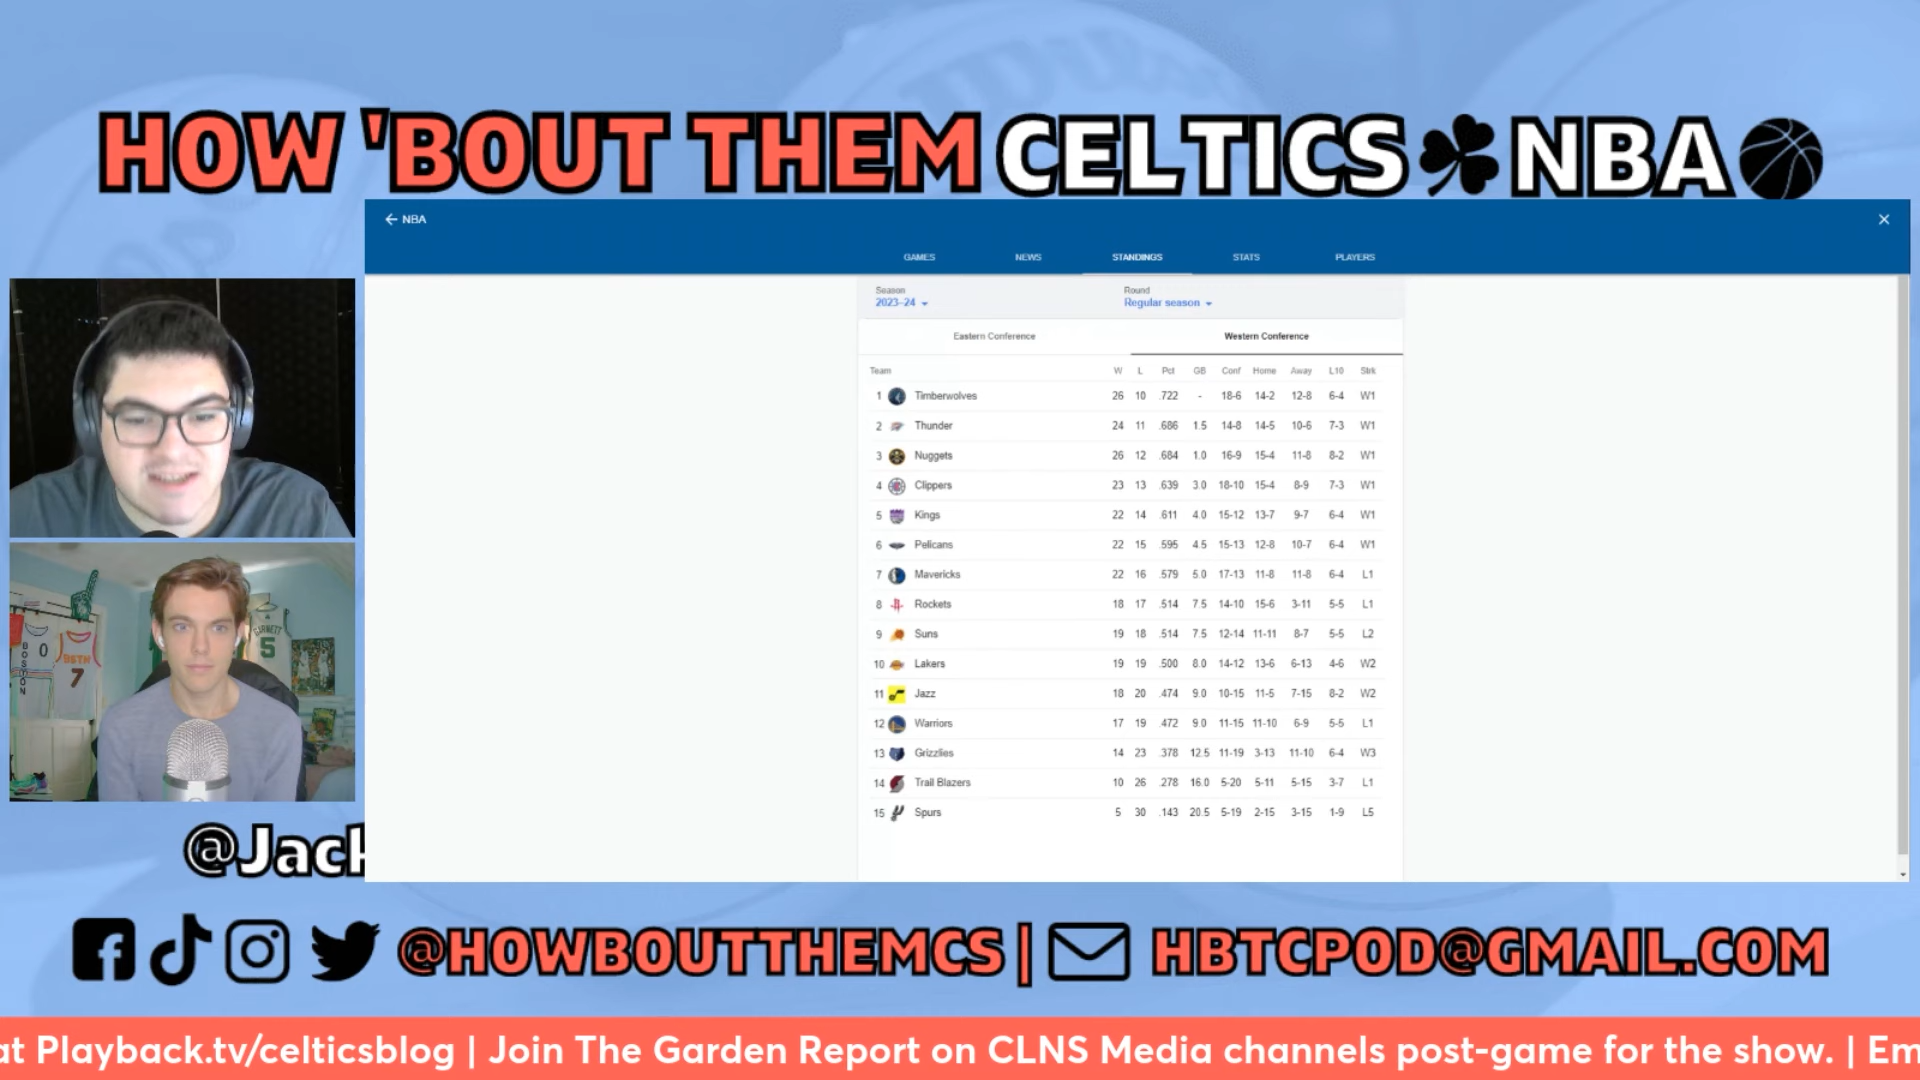 HOW 'BOUT THEM CELTICS NBA
NBA
GAMES NEWS STANDINGS STATS PLAYERS
Season Round
2023–24 Regular season
Eastern Conference Western Conference
Team W L Pct GB Conf Home Away L10 Strk
1 Timberwolves 26 10 .722 - 18-6 14-2 12-8 6-4 W1
2 Thunder 24 11 .686 1.5 14-8 14-5 10-6 7-3 W1
3 Nuggets 26 12 .684 1.0 16-9 15-4 11-8 8-2 W1
4 Clippers 23 13 .639 3.0 18-10 15-4 8-9 7-3 W1
5 Kings 22 14 .611 4.0 15-12 13-7 9-7 6-4 W1
6 Pelicans 22 15 .595 4.5 15-13 12-8 10-7 6-4 W1
7 Mavericks 22 16 .579 5.0 17-13 11-8 11-8 6-4 L1
8 Rockets 18 17 .514 7.5 14-10 15-6 3-11 5-5 L1
9 Suns 19 18 .514 7.5 12-14 11-11 8-7 5-5 L2
10 Lakers 19 19 .500 8.0 14-12 13-6 6-13 4-6 W2
11 Jazz 18 20 .474 9.0 10-15 11-5 7-15 8-2 W2
12 Warriors 17 19 .472 9.0 11-15 11-10 6-9 5-5 L1
13 Grizzlies 14 23 .378 12.5 11-19 3-13 11-10 6-4 W3
14 Trail Blazers 10 26 .278 16.0 5-20 5-11 5-15 3-7 L1
15 Spurs 5 30 .143 20.5 5-19 2-15 3-15 1-9 L5
BOSTON 0
7
GARNETT
5
@Jack
@HOWBOUTTHEMCS | HBTCPOD@GMAIL.COM
at Playback.tv/celticsblog | Join The Garden Report on CLNS Media channels post-game for the show. | Em